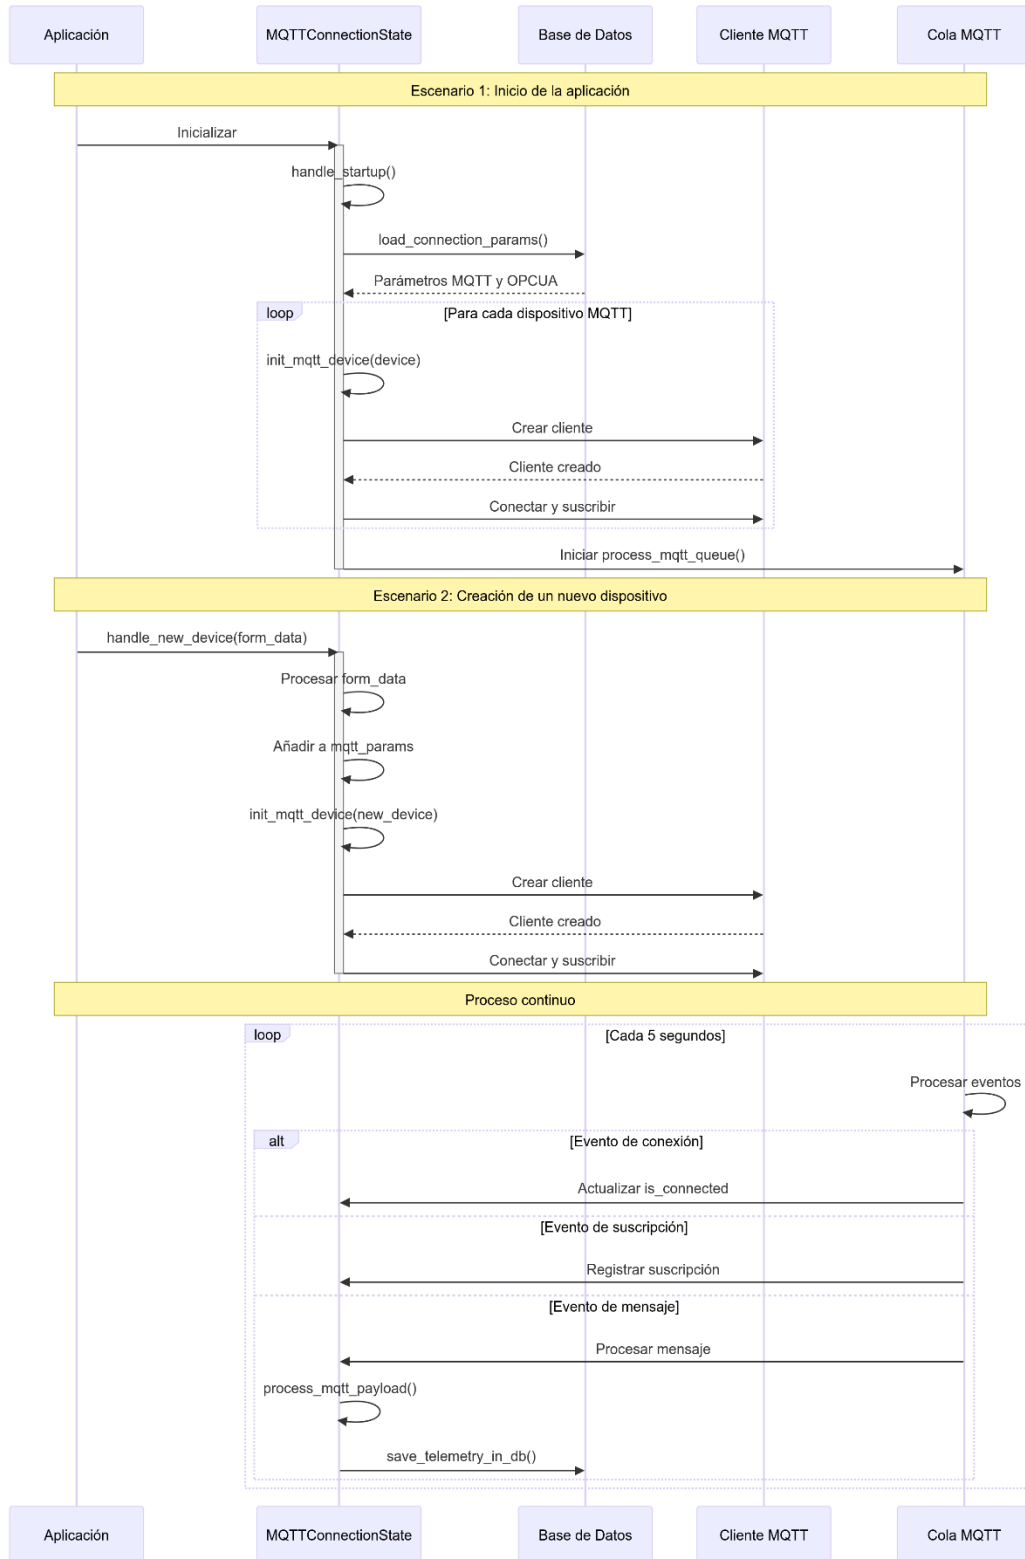 Aplicación
MQTTConnectionState
Base de Datos
Cliente MQTT
Cola MQTT
Escenario 1: Inicio de la aplicación
Inicializar
handle_startup()
load_connection_params()
Parámetros MQTT y OPCUA
loop
[Para cada dispositivo MQTT]
init_mqtt_device(device)
Crear cliente
Cliente creado
Conectar y suscribir
Iniciar process_mqtt_queue()
Escenario 2: Creación de un nuevo dispositivo
handle_new_device(form_data)
Procesar form_data
Añadir a mqtt_params
init_mqtt_device(new_device)
Crear cliente
Cliente creado
Conectar y suscribir
Proceso continuo
loop
[Cada 5 segundos]
Procesar eventos
alt
[Evento de conexión]
Actualizar is_connected
[Evento de suscripción]
Registrar suscripción
[Evento de mensaje]
Procesar mensaje
process_mqtt_payload()
save_telemetry_in_db()
Aplicación
MQTTConnectionState
Base de Datos
Cliente MQTT
Cola MQTT